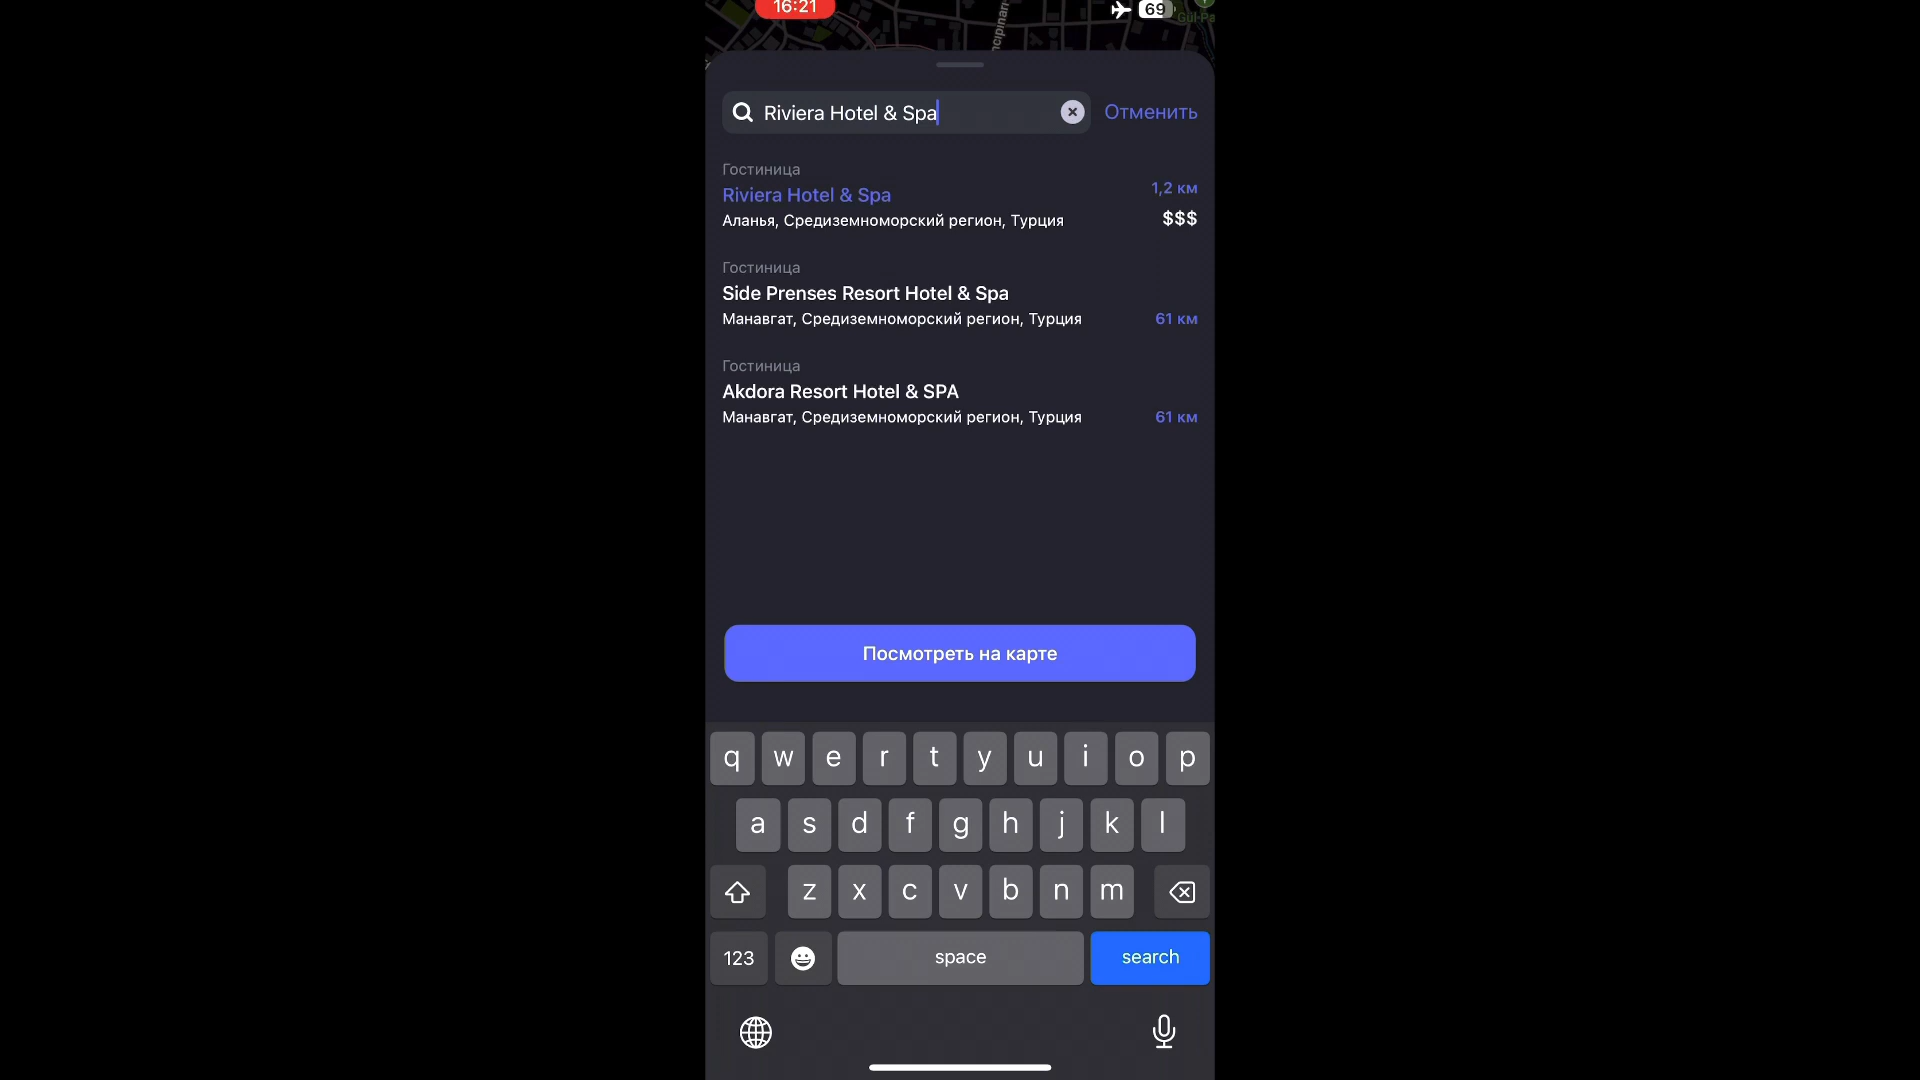 16:21
69
Gül Pa
Riviera Hotel & Spa
Отменить
Гостиница
Riviera Hotel & Spa
1,2 км
Аланья, Средиземноморский регион, Турция
$$$
Гостиница
Side Prenses Resort Hotel & Spa
Манавгат, Средиземноморский регион, Турция
61 км
Гостиница
Akdora Resort Hotel & SPA
Манавгат, Средиземноморский регион, Турция
61 км
Посмотреть на карте
q w e r t y u i o p
a s d f g h j k l
z x c v b n m
123
space
search